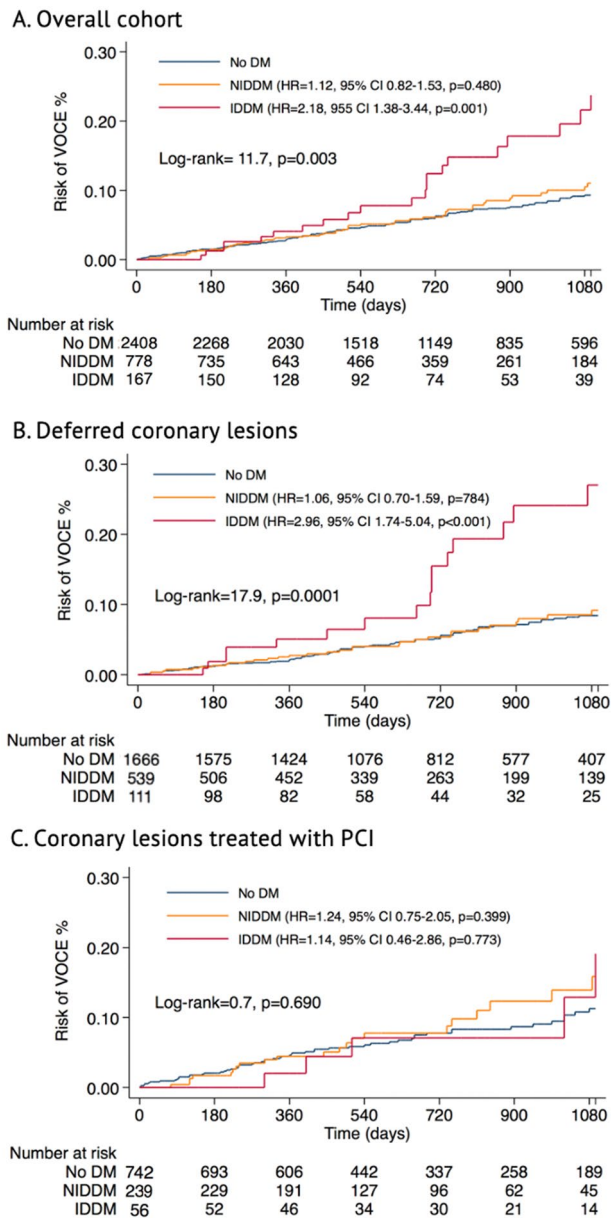 A. Overall cohort
0.30
0.20
0.10
0.00
Risk of VOCE %
No DM
NIDDM (HR=1.12, 95% CI 0.82-1.53, p=0.480)
IDDM (HR=2.18, 955 CI 1.38-3.44, p=0.001)
Log-rank= 11.7, p=0.003
0 180 360 540 720 900 1080
Time (days)
Number at risk
No DM 2408 2268 2030 1518 1149 835 596
NIDDM 778 735 643 466 359 261 184
IDDM 167 150 128 92 74 53 39
B. Deferred coronary lesions
0.30
0.20
0.10
0.00
Risk of VOCE %
No DM
NIDDM (HR=1.06, 95% CI 0.70-1.59, p=784)
IDDM (HR=2.96, 95% CI 1.74-5.04, p<0.001)
Log-rank=17.9, p=0.0001
0 180 360 540 720 900 1080
Time (days)
Number at risk
No DM 1666 1575 1424 1076 812 577 407
NIDDM 539 506 452 339 263 199 139
IDDM 111 98 82 58 44 32 25
C. Coronary lesions treated with PCI
0.30
0.20
0.10
0.00
Risk of VOCE %
No DM
NIDDM (HR=1.24, 95% CI 0.75-2.05, p=0.399)
IDDM (HR=1.14, 95% CI 0.46-2.86, p=0.773)
Log-rank=0.7, p=0.690
0 180 360 540 720 900 1080
Time (days)
Number at risk
No DM 742 693 606 442 337 258 189
NIDDM 239 229 191 127 96 62 45
IDDM 56 52 46 34 30 21 14